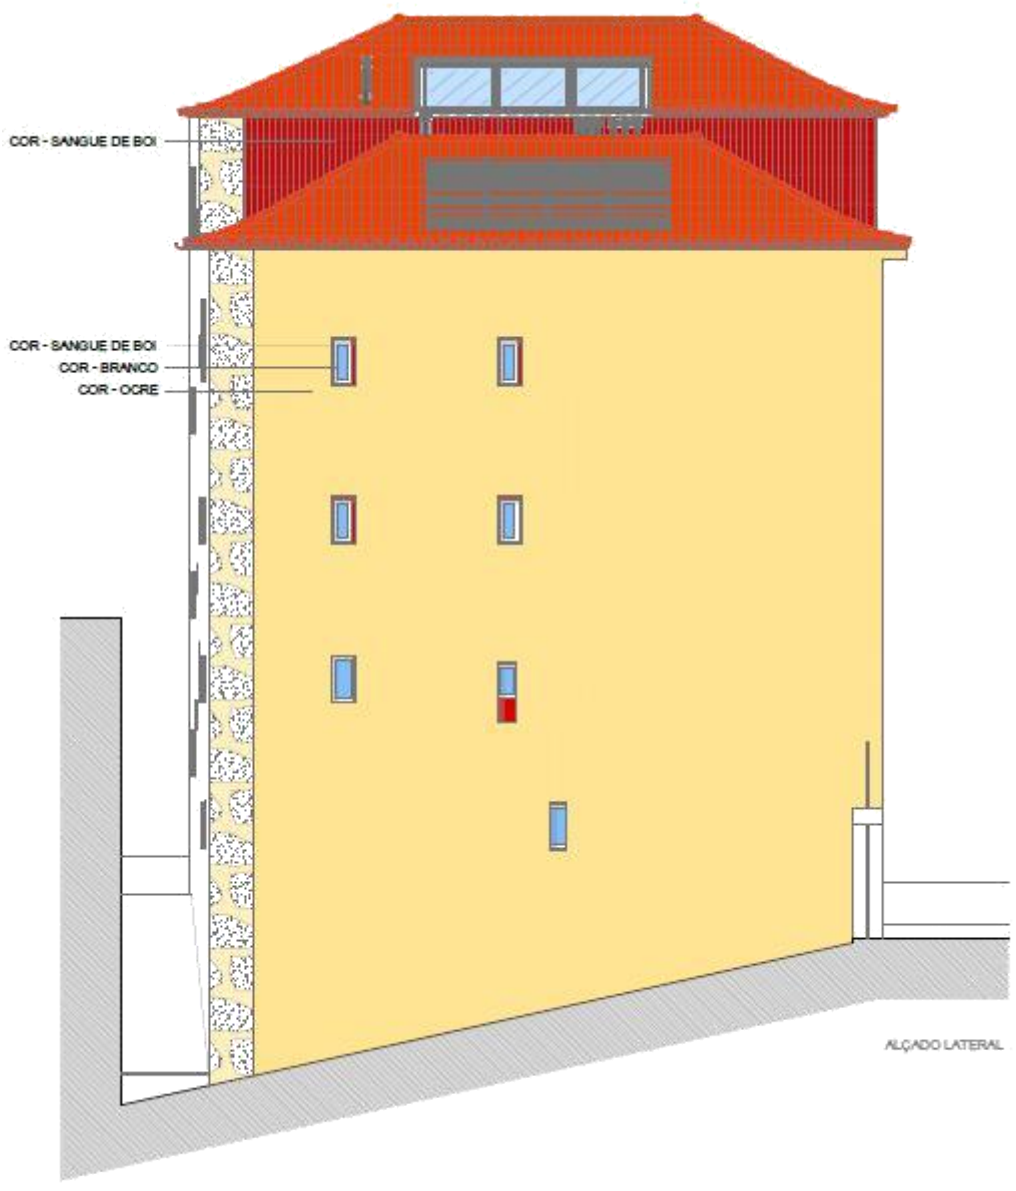 COR - SANGUE DE BOI
COR - SANGUE DE BOI
COR - BRANCO
COR - OCRE
ALÇADO LATERAL